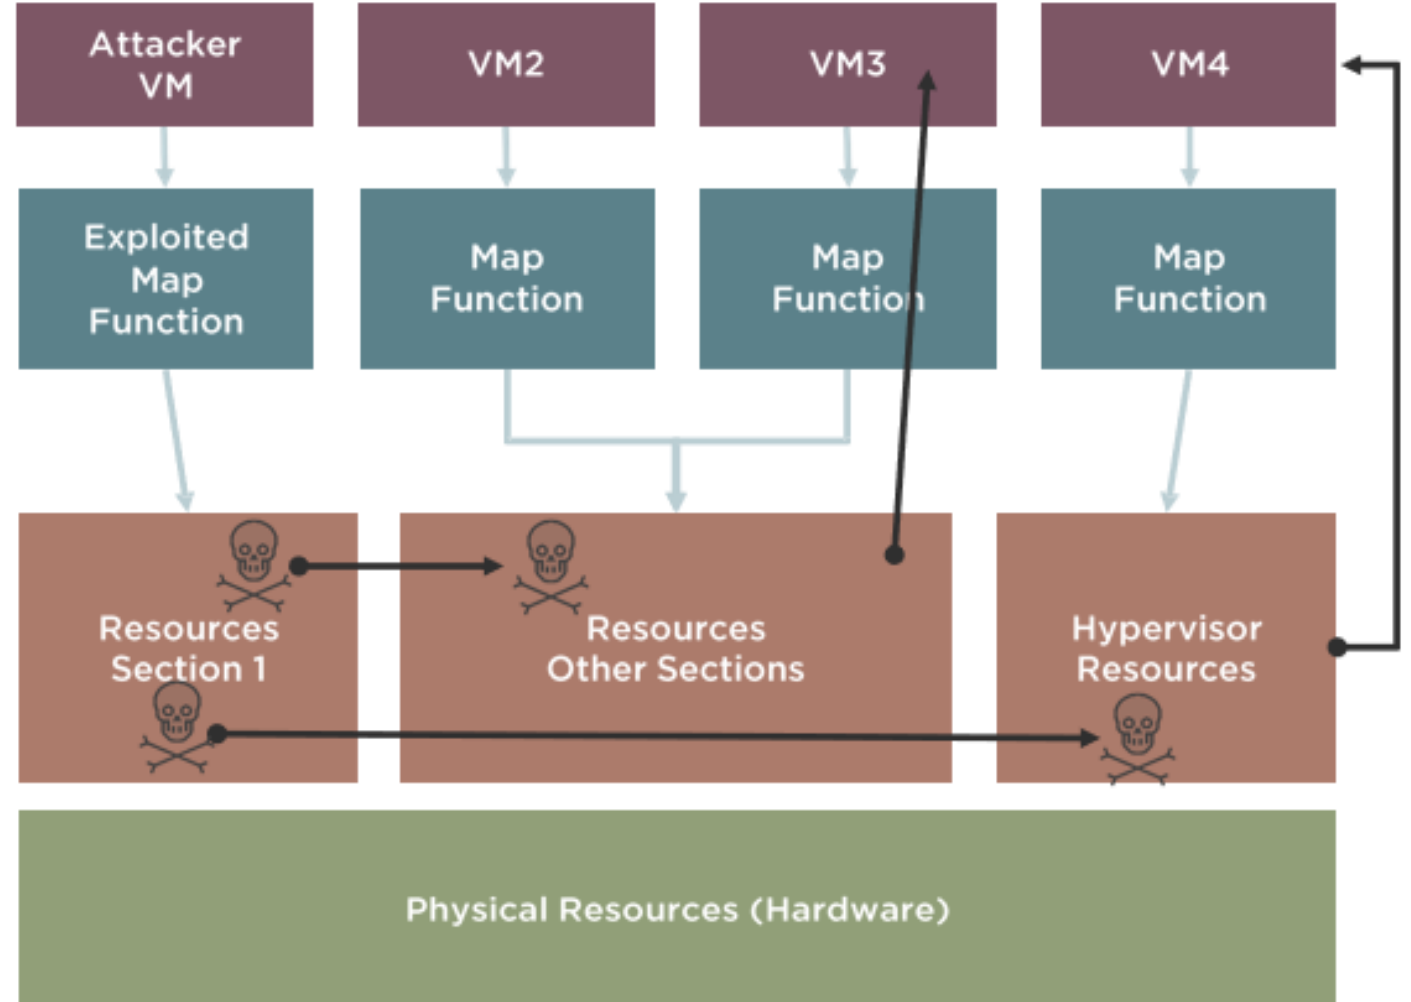 Attacker
VM
VM2
VM3
VM4
Exploited
Map
Function
Map
Function
Map
Function
Map
Function
Resources
Section 1
Resources
Other Sections
Hypervisor
Resources
Physical Resources (Hardware)